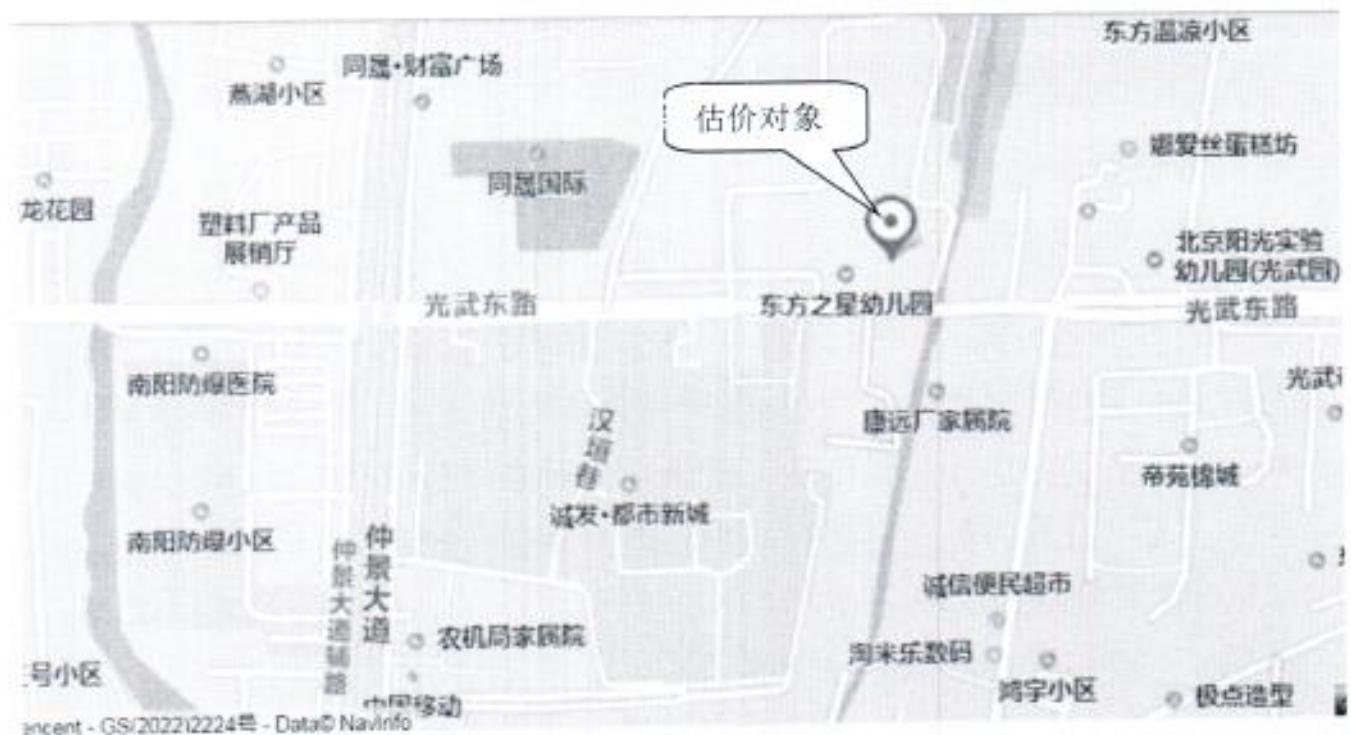 东方温凉小区
同晟·财富广场
燕湖小区
估价对象
娜爱丝蛋糕坊
同晟国际
龙花园
塑料厂产品
展销厅
北京阳光实验
幼儿园(光武园)
东方之星幼儿园
光武东路
光武东路
南阳防爆医院
光武
康远厂家属院
汉垣巷
帝苑锦城
诚发·都市新城
南阳防爆小区
仲景大道
仲景大道辅路
诚信便民超市
农机局家属院
淘米乐数码
号小区
鸿宇小区
极点造型
中国移动
encent - GS(2022)2224号 - Data© NavInfo